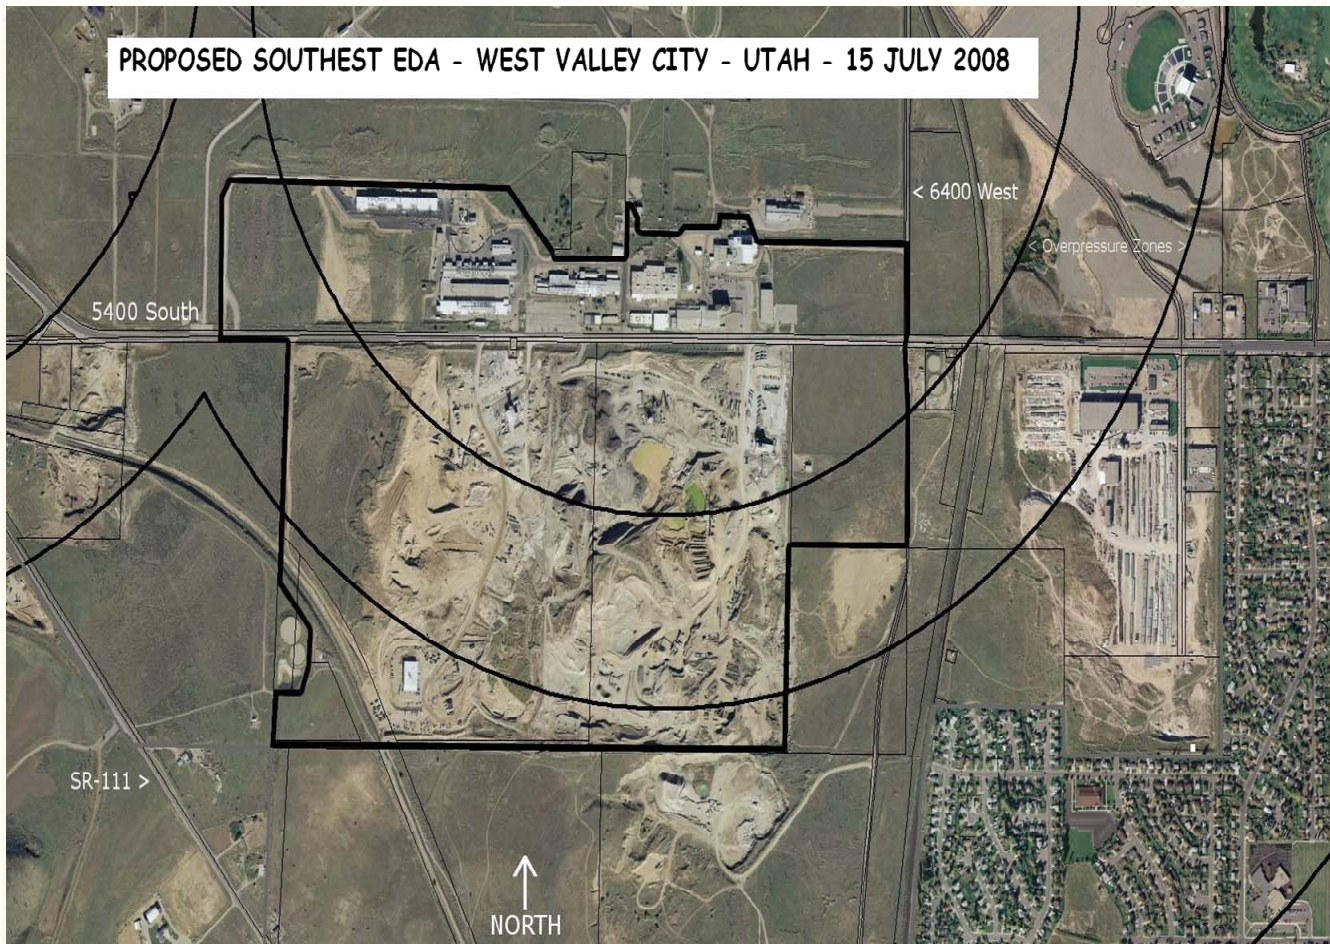 PROPOSED SOUTHEST EDA - WEST VALLEY CITY - UTAH - 15 JULY 2008
< 6400 West
< Overpressure Zones >
5400 South
SR-111 >
NORTH